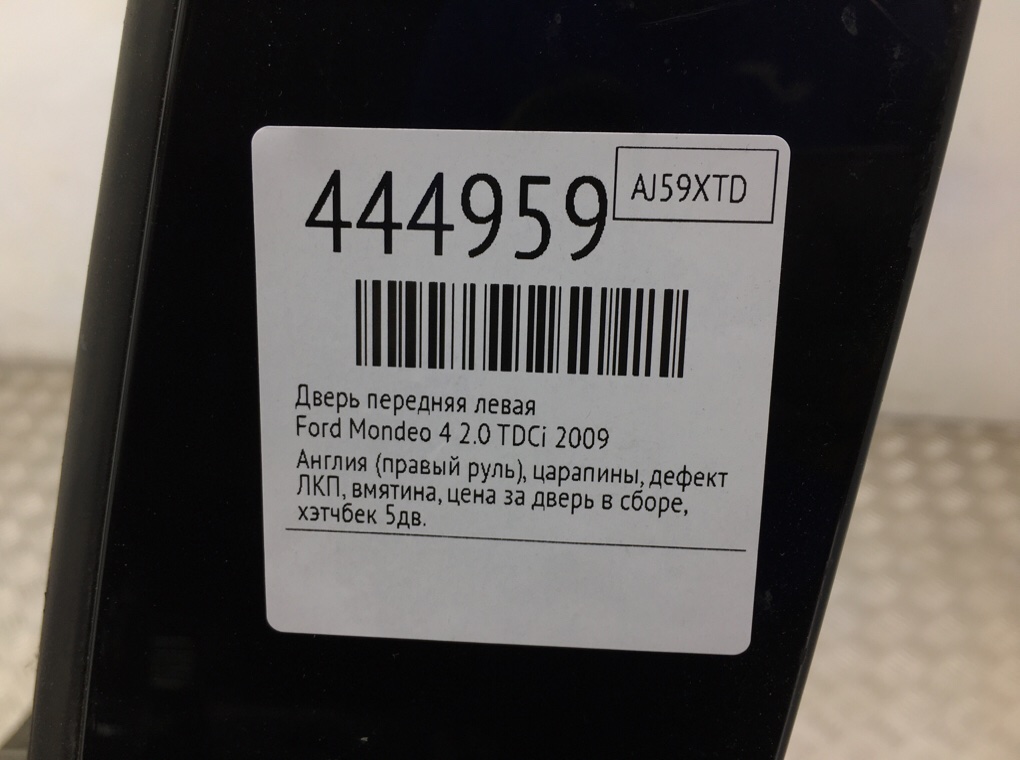 444959
AJ59XTD
Дверь передняя левая
Ford Mondeo 4 2.0 TDCi 2009
Англия (правый руль), царапины, дефект
ЛКП, вмятина, цена за дверь в сборе,
хэтчбек 5дв.